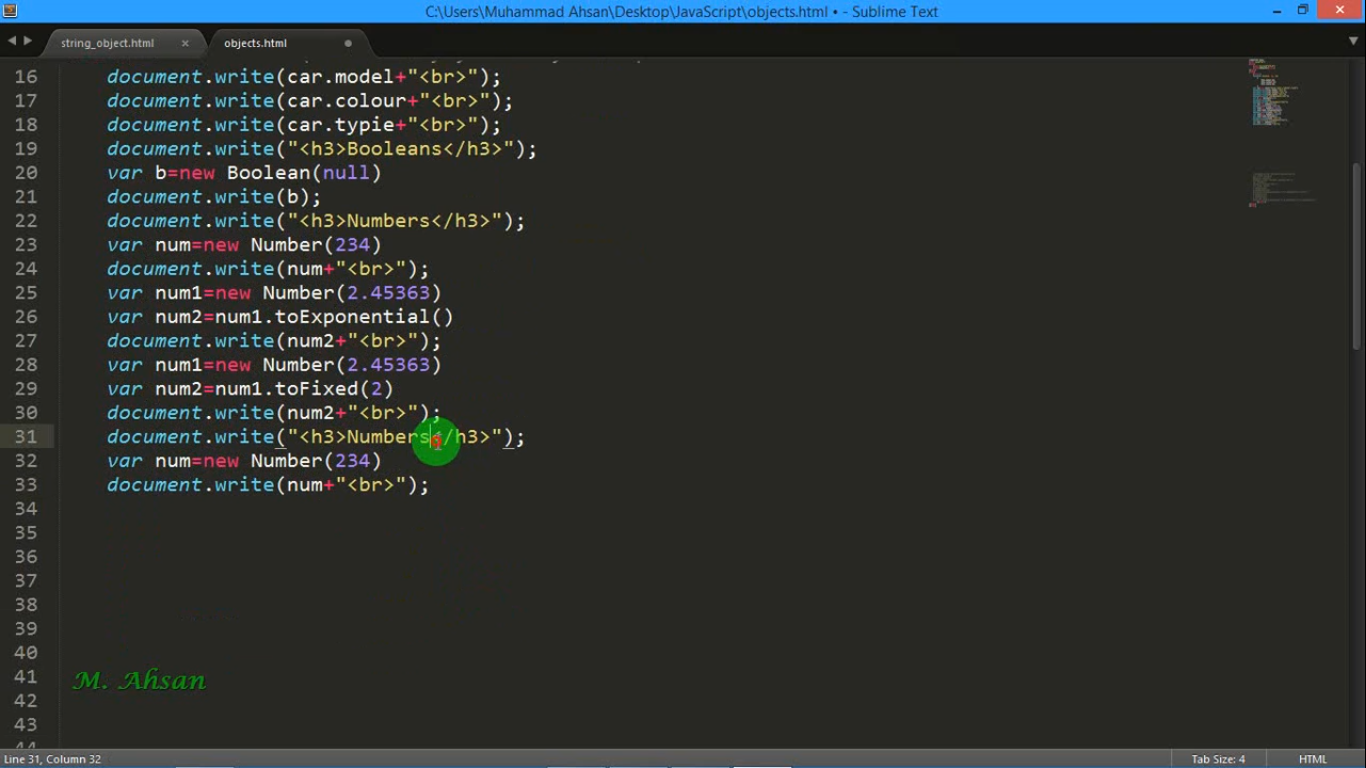 C:\Users\Muhammad Ahsan\Desktop\JavaScript\objects.html • - Sublime Text
string_object.html × objects.html
16 document.write(car.model+"<br>");
17 document.write(car.colour+"<br>");
18 document.write(car.typie+"<br>");
19 document.write("<h3>Booleans</h3>");
20 var b=new Boolean(null)
21 document.write(b);
22 document.write("<h3>Numbers</h3>");
23 var num=new Number(234)
24 document.write(num+"<br>");
25 var num1=new Number(2.45363)
26 var num2=num1.toExponential()
27 document.write(num2+"<br>");
28 var num1=new Number(2.45363)
29 var num2=num1.toFixed(2)
30 document.write(num2+"<br>");
31 document.write("<h3>Numbers</h3>");
32 var num=new Number(234)
33 document.write(num+"<br>");
34
35
36
37
38
39
40
41
M. Ahsan
42
43
44
Line 31, Column 32 Tab Size: 4 HTML